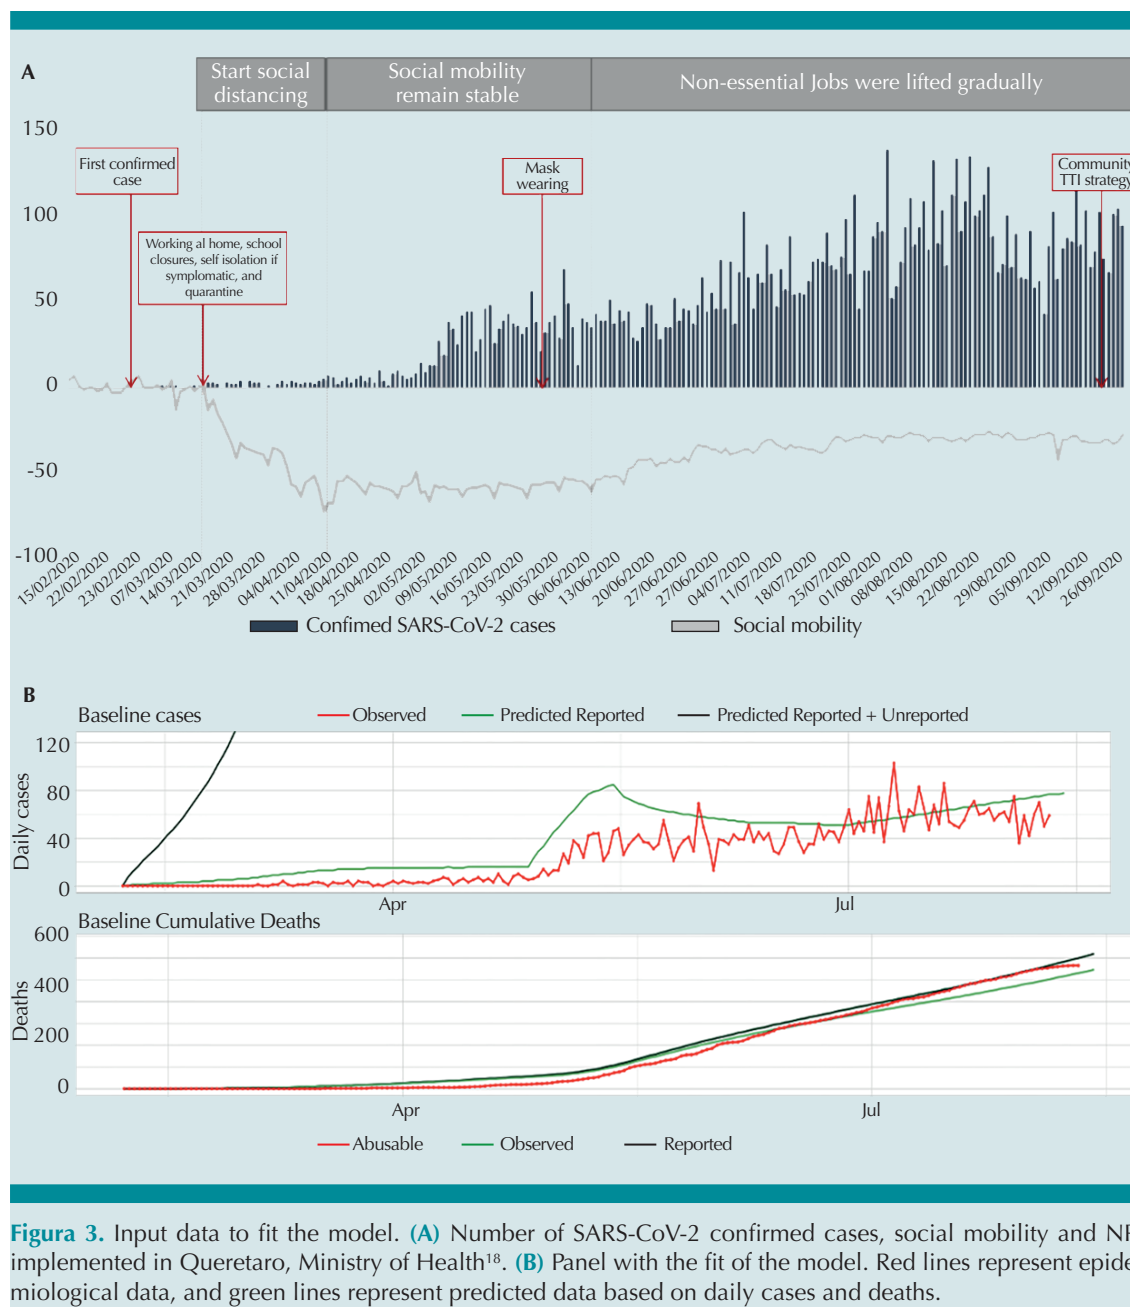 A
Start social
distancing
Social mobility
remain stable
Non-essential Jobs were lifted gradually
150
100
50
0
-50
-100
First confirmed
case
Working al home, school
closures, self isolation if
symplomatic, and
quarantine
Mask
wearing
Community
TTI strategy
15/02/2020
22/02/2020
23/02/2020
07/03/2020
14/03/2020
21/03/2020
28/03/2020
04/04/2020
11/04/2020
18/04/2020
25/04/2020
02/05/2020
09/05/2020
16/05/2020
23/05/2020
30/05/2020
06/06/2020
13/06/2020
20/06/2020
27/06/2020
27/06/2020
04/07/2020
11/07/2020
18/07/2020
25/07/2020
01/08/2020
08/08/2020
15/08/2020
22/08/2020
29/08/2020
05/09/2020
12/09/2020
26/09/2020
Confimed SARS-CoV-2 cases
Social mobility
B
Baseline cases
Observed
Predicted Reported
Predicted Reported + Unreported
Daily cases
120
80
40
0
Apr
Jul
Baseline Cumulative Deaths
Deaths
600
400
200
0
Apr
Jul
Abusable
Observed
Reported
Figura 3. Input data to fit the model. (A) Number of SARS-CoV-2 confirmed cases, social mobility and NP
implemented in Queretaro, Ministry of Health18. (B) Panel with the fit of the model. Red lines represent epide
miological data, and green lines represent predicted data based on daily cases and deaths.